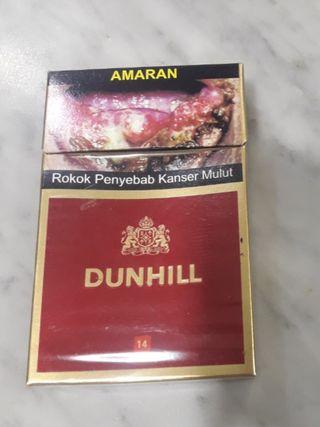 AMARAN
Rokok Penyebab Kanser Mulut
DUNHILL
14